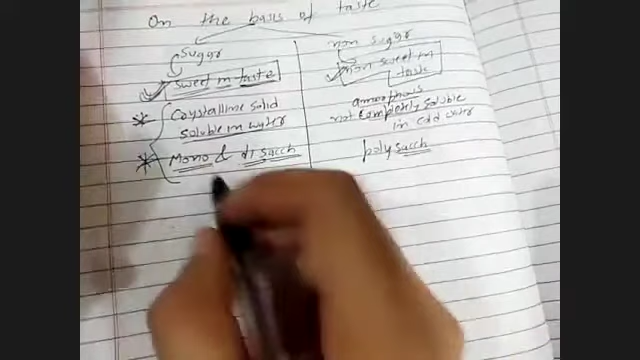 On the basis of taste
Sugar
sweet in taste
Crystalline solid
soluble in water
Mono & di sacch
non sugar
non sweet in
taste
amorphous
not completely soluble
in cold water
poly sacch